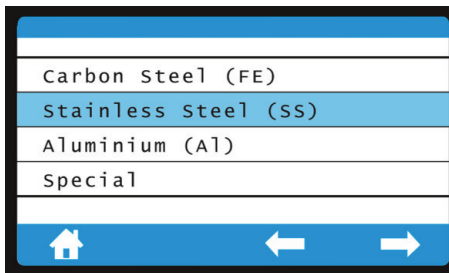 Carbon Steel (FE)
Stainless Steel (SS)
Aluminium (Al)
Special